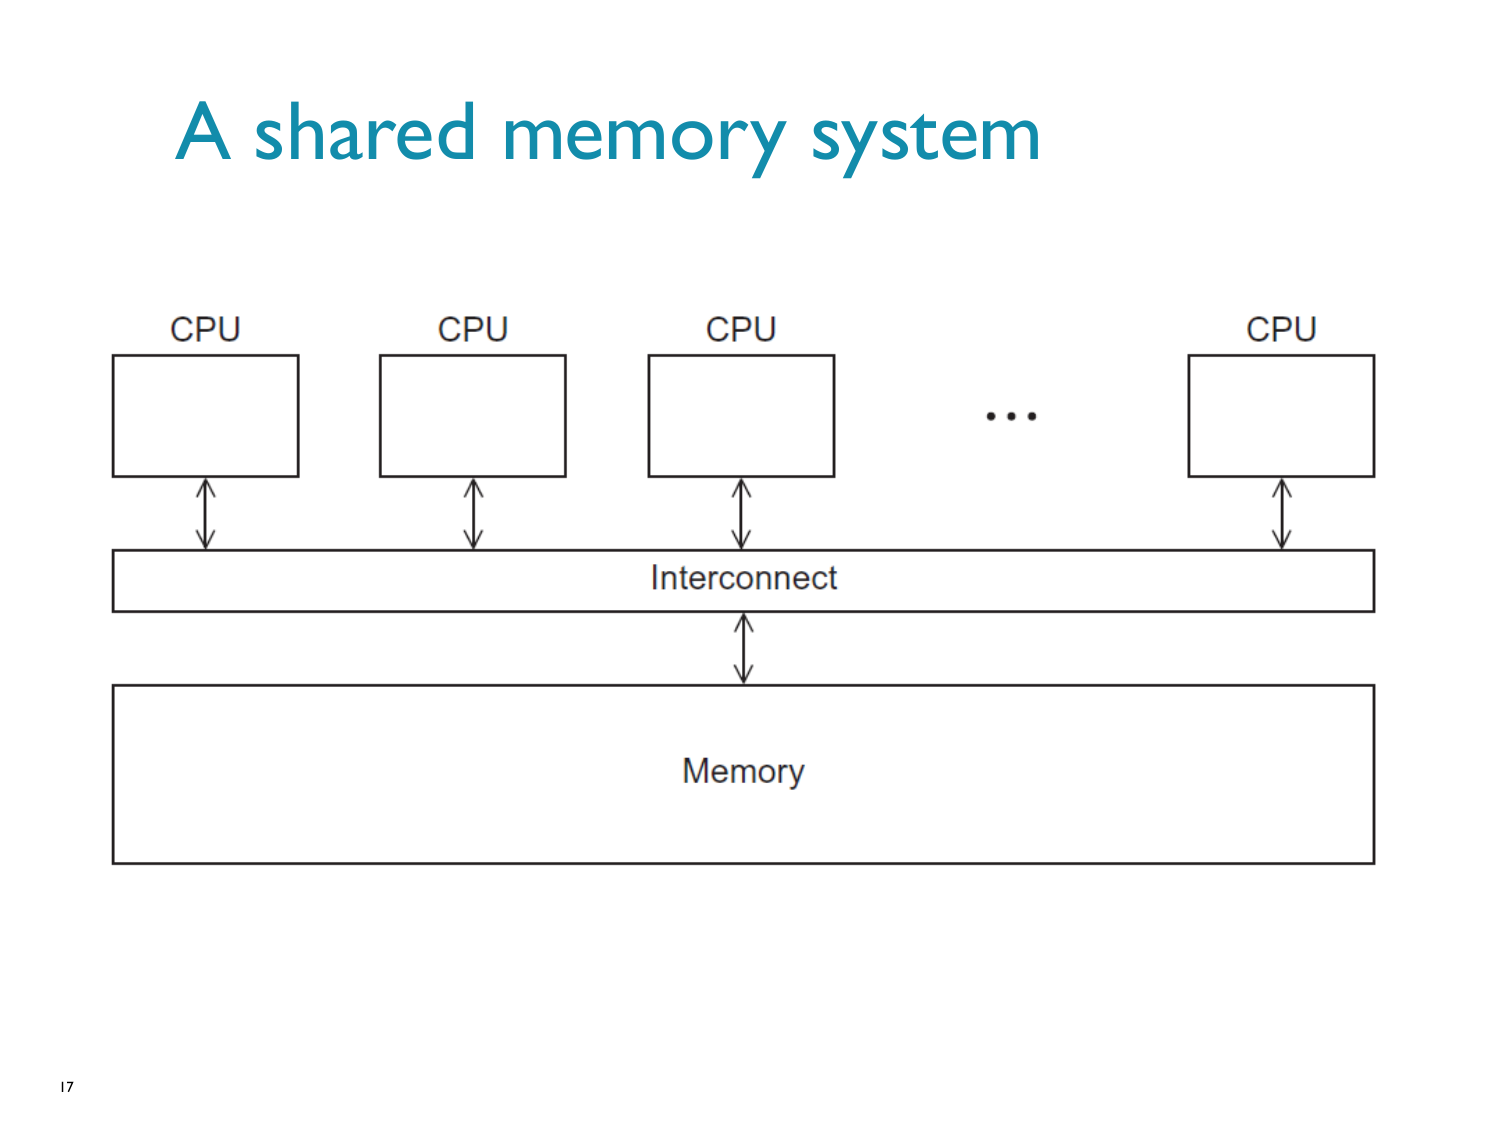 A shared memory system
CPU CPU CPU CPU
...
Interconnect
Memory
17